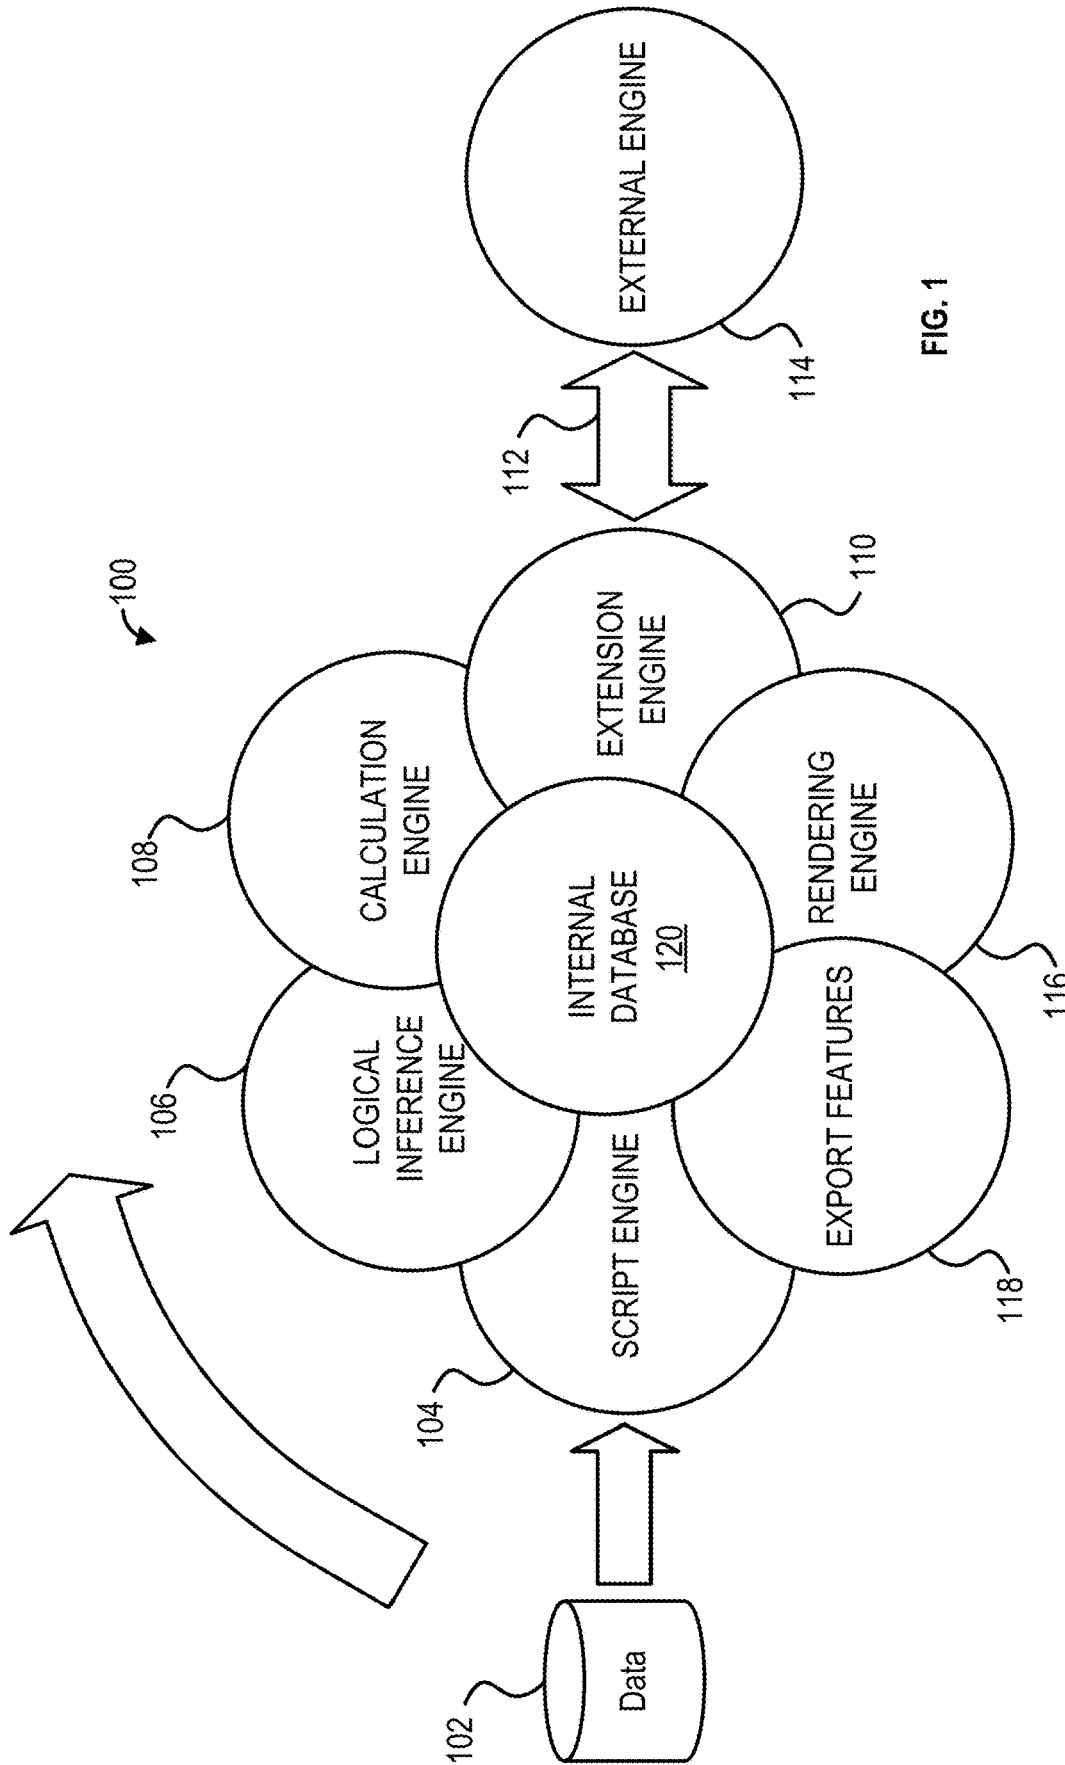 100
108
106
CALCULATION
ENGINE
LOGICAL
INFERENCE
ENGINE
112
104
102
Data
SCRIPT ENGINE
INTERNAL
DATABASE
120
EXTENSION
ENGINE
EXTERNAL ENGINE
114
110
EXPORT FEATURES
RENDERING
ENGINE
118
116
FIG. 1